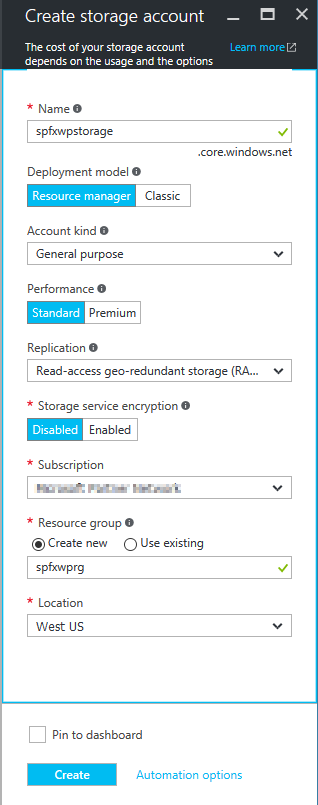 Create storage account
The cost of your storage account
depends on the usage and the options
Learn more
* Name
spfxwpstorage
.core.windows.net
Deployment model
Resource manager Classic
Account kind
General purpose
Performance
Standard Premium
Replication
Read-access geo-redundant storage (RA...
* Storage service encryption
Disabled Enabled
* Subscription
* Resource group
Create new Use existing
spfxwprg
* Location
West US
Pin to dashboard
Create Automation options